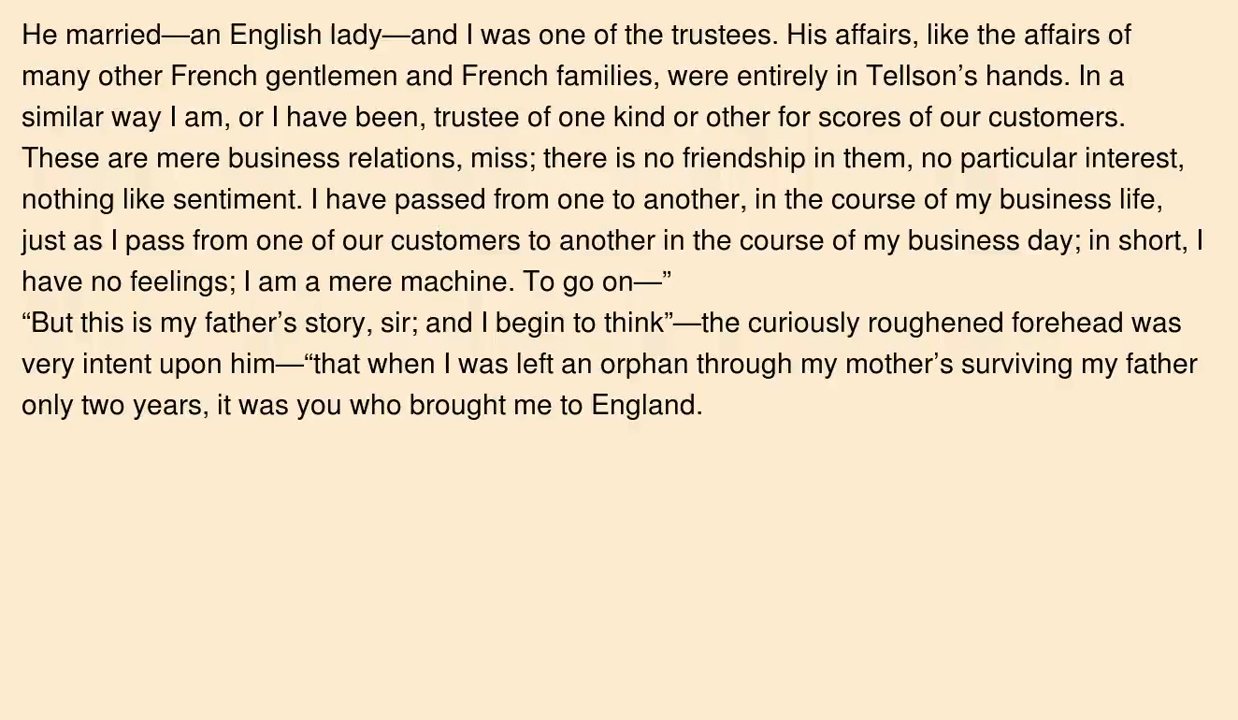 He married—an English lady—and I was one of the trustees. His affairs, like the affairs of
many other French gentlemen and French families, were entirely in Tellson’s hands. In a
similar way I am, or I have been, trustee of one kind or other for scores of our customers.
These are mere business relations, miss; there is no friendship in them, no particular interest,
nothing like sentiment. I have passed from one to another, in the course of my business life,
just as I pass from one of our customers to another in the course of my business day; in short, I
have no feelings; I am a mere machine. To go on—”
“But this is my father’s story, sir; and I begin to think”—the curiously roughened forehead was
very intent upon him—“that when I was left an orphan through my mother’s surviving my father
only two years, it was you who brought me to England.